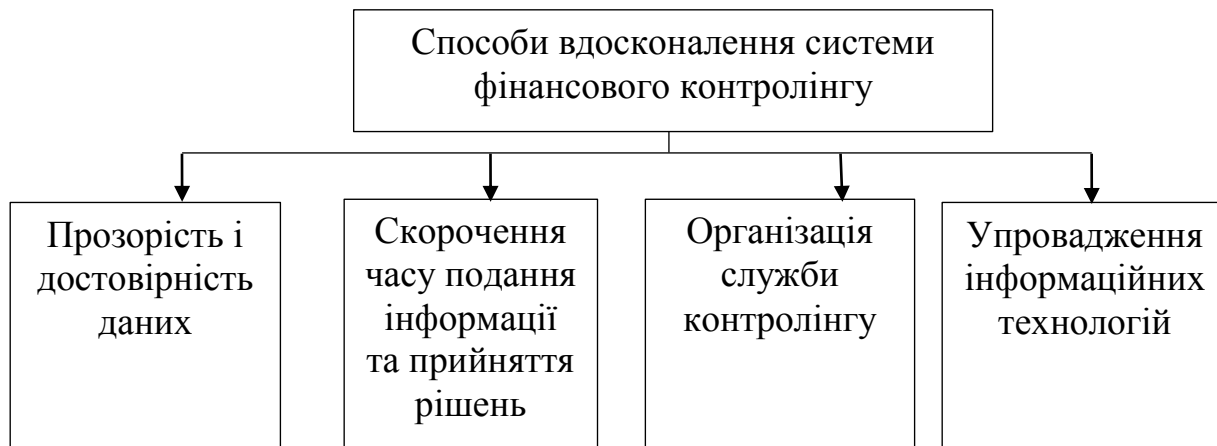 Способи вдосконалення системи
фінансового контролінгу
Прозорість і
достовірність
даних
Скорочення
часу подання
інформації
та прийняття
рішень
Організація
служби
контролінгу
Упровадження
інформаційних
технологій